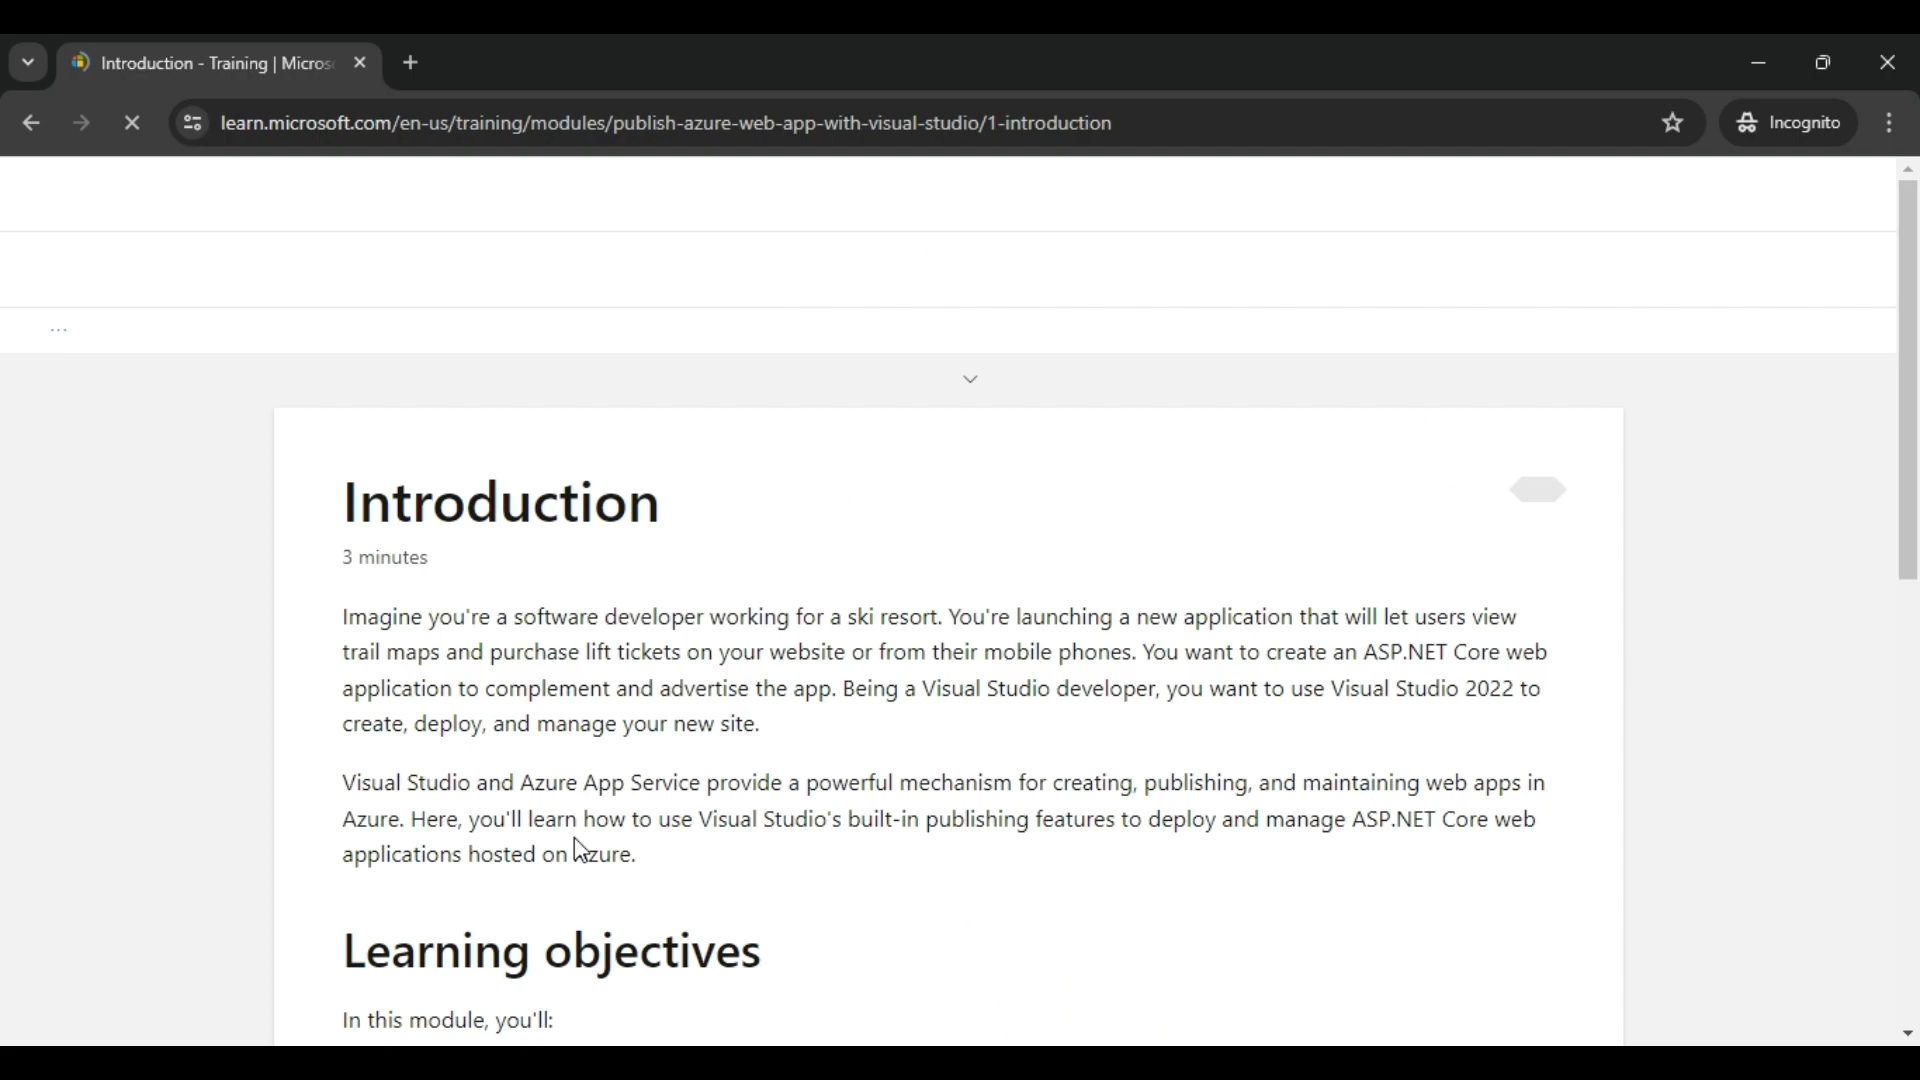 Introduction - Training | Micros
learn.microsoft.com/en-us/training/modules/publish-azure-web-app-with-visual-studio/1-introduction
Incognito
...
Introduction
3 minutes
Imagine you're a software developer working for a ski resort. You're launching a new application that will let users view
trail maps and purchase lift tickets on your website or from their mobile phones. You want to create an ASP.NET Core web
application to complement and advertise the app. Being a Visual Studio developer, you want to use Visual Studio 2022 to
create, deploy, and manage your new site.
Visual Studio and Azure App Service provide a powerful mechanism for creating, publishing, and maintaining web apps in
Azure. Here, you'll learn how to use Visual Studio's built-in publishing features to deploy and manage ASP.NET Core web
applications hosted on Azure.
Learning objectives
In this module, you'll: